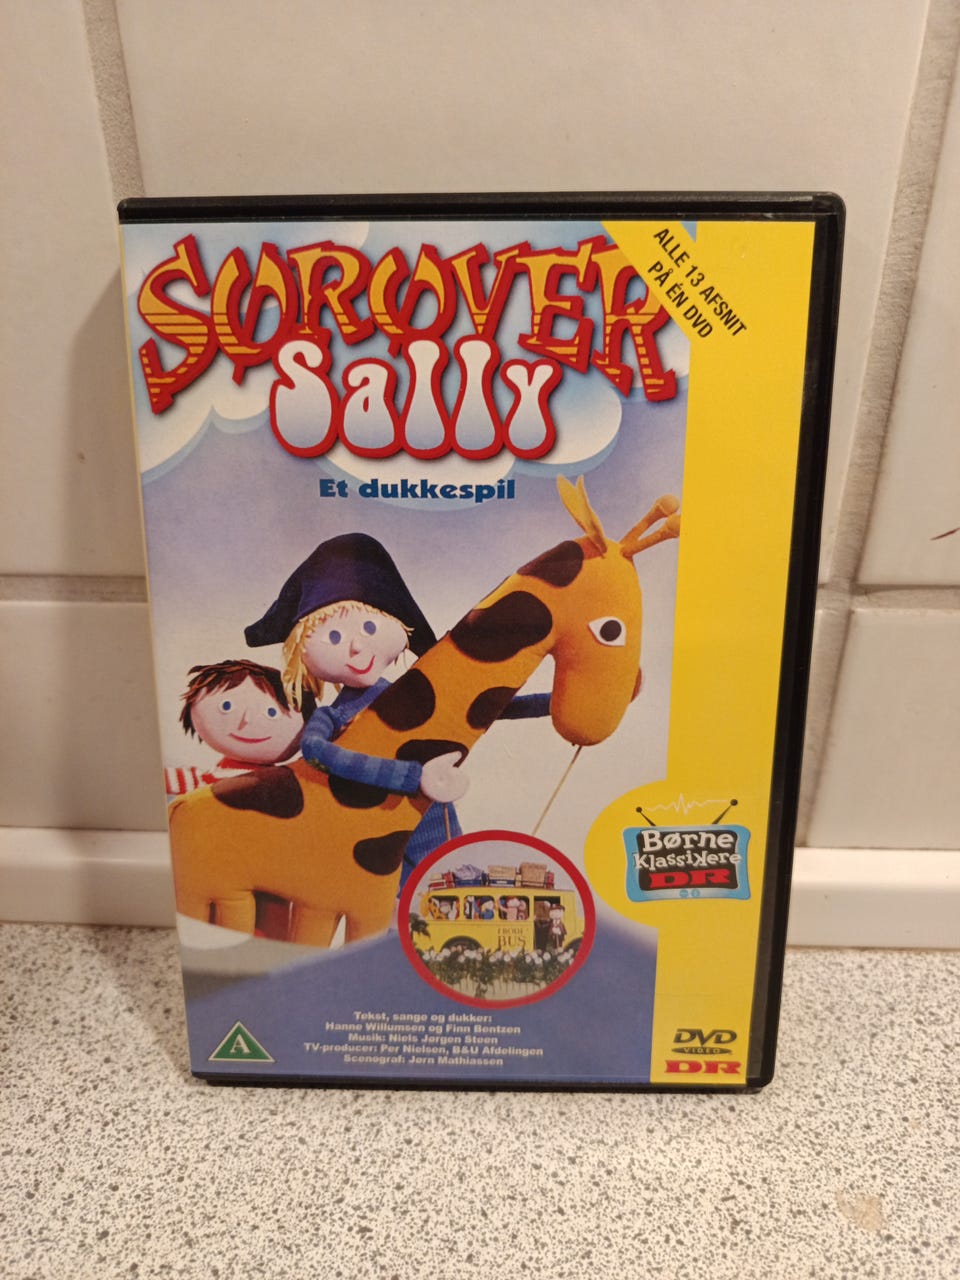 SØRØVER
Sally
Et dukkespil
ALLE 13 AFSNIT
PÅ ÉN DVD
Børne
Klassikere
DR
BUS
Tekst, sange og dukker:
Hanne Willumsen og Finn Bentzen
Musik: Niels Jørgen Steen
TV-producer: Per Nielsen, B&U Afdelingen
Scenograf: Jørn Mathiassen
A
DVD
VIDEO
DR